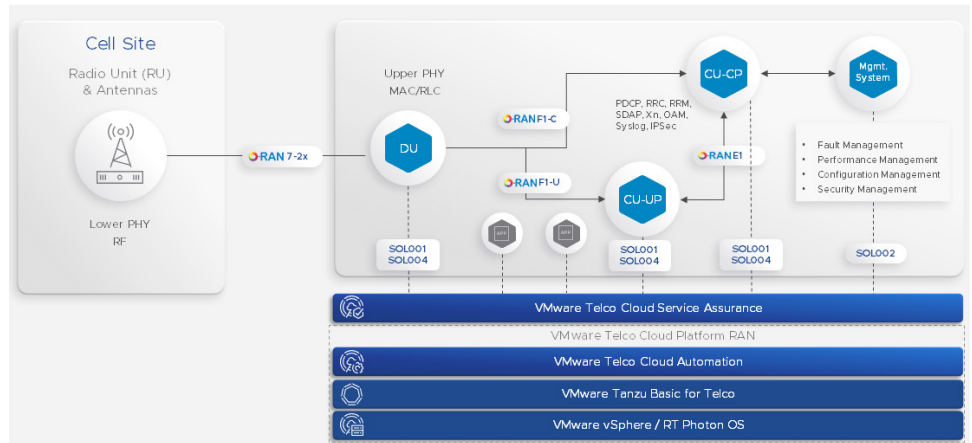 Cell Site
Radio Unit (RU)
& Antennas
Lower PHY
RF
O-RAN 7-2x
Upper PHY
MAC/RLC
DU
O-RAN F1-C
O-RAN F1-U
CU-CP
PDCP, RRC, RRM,
SDAP, Xn, OAM,
Syslog, IPSec
O-RAN E1
CU-UP
Mgmt.
System
• Fault Management
• Performance Management
• Configuration Management
• Security Management
APP
APP
SOL001
SOL004
SOL001
SOL004
SOL001
SOL004
SOL002
VMware Telco Cloud Service Assurance
VMware Telco Cloud Platform RAN
VMware Telco Cloud Automation
VMware Tanzu Basic for Telco
VMware vSphere / RT Photon OS